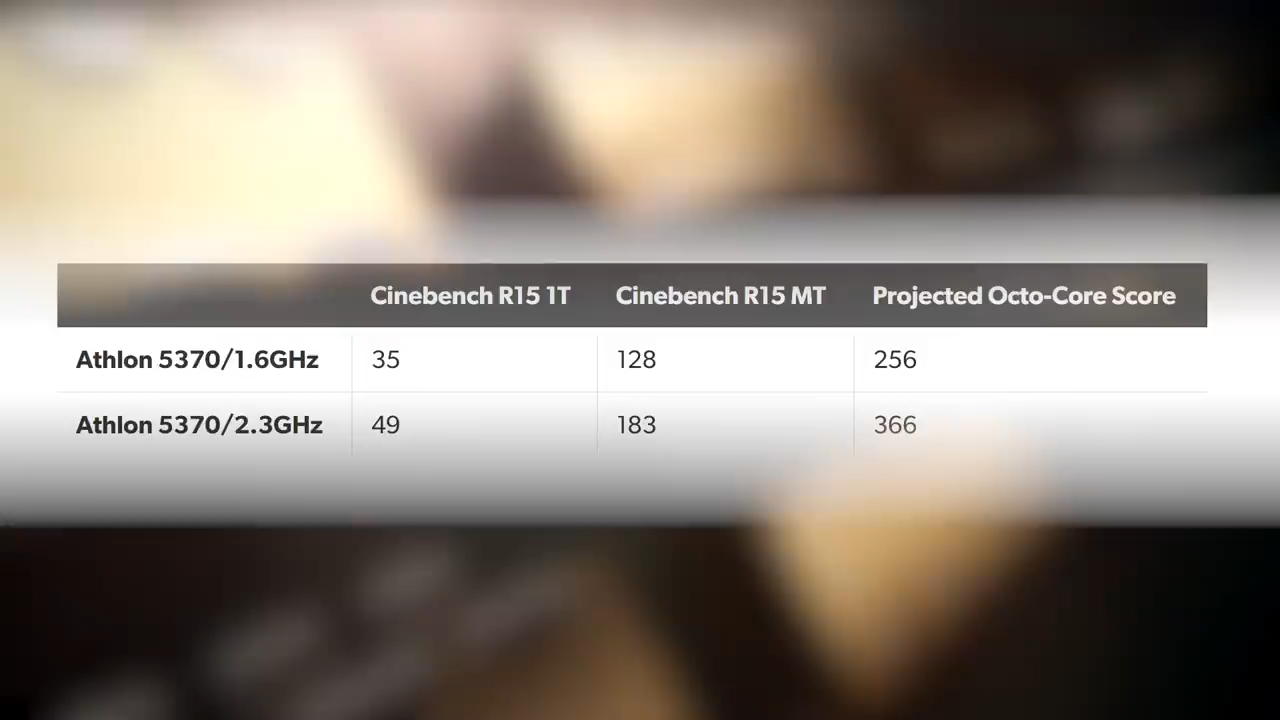 Cinebench R15 1T Cinebench R15 MT Projected Octo-Core Score
Athlon 5370/1.6GHz 35 128 256
Athlon 5370/2.3GHz 49 183 366